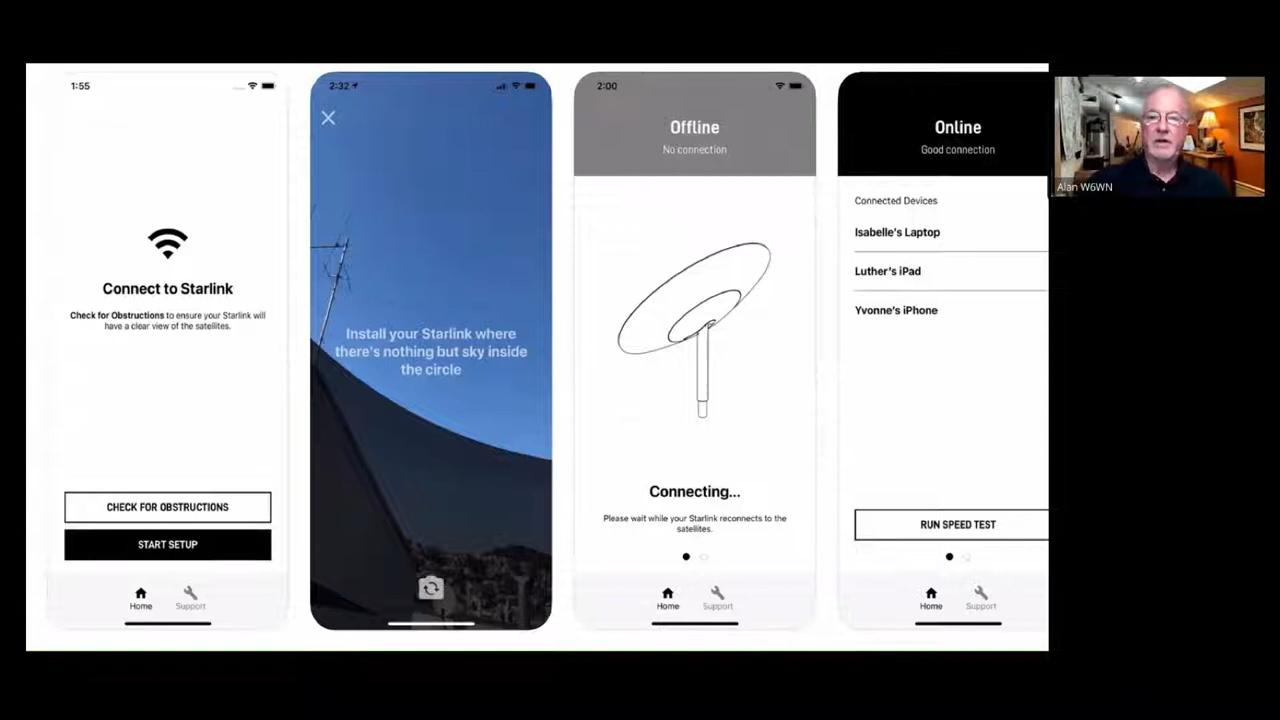 1:55
Connect to Starlink
Check for Obstructions to ensure your Starlink will
have a clear view of the satellites.
CHECK FOR OBSTRUCTIONS
START SETUP
Home
Support
2:32
Install your Starlink where
there's nothing but sky inside
the circle
2:00
Offline
No connection
Connecting...
Please wait while your Starlink reconnects to the
satellites.
Home
Support
Online
Good connection
Connected Devices
Isabelle's Laptop
Luther's iPad
Yvonne's iPhone
RUN SPEED TEST
Home
Support
Alan W6WN